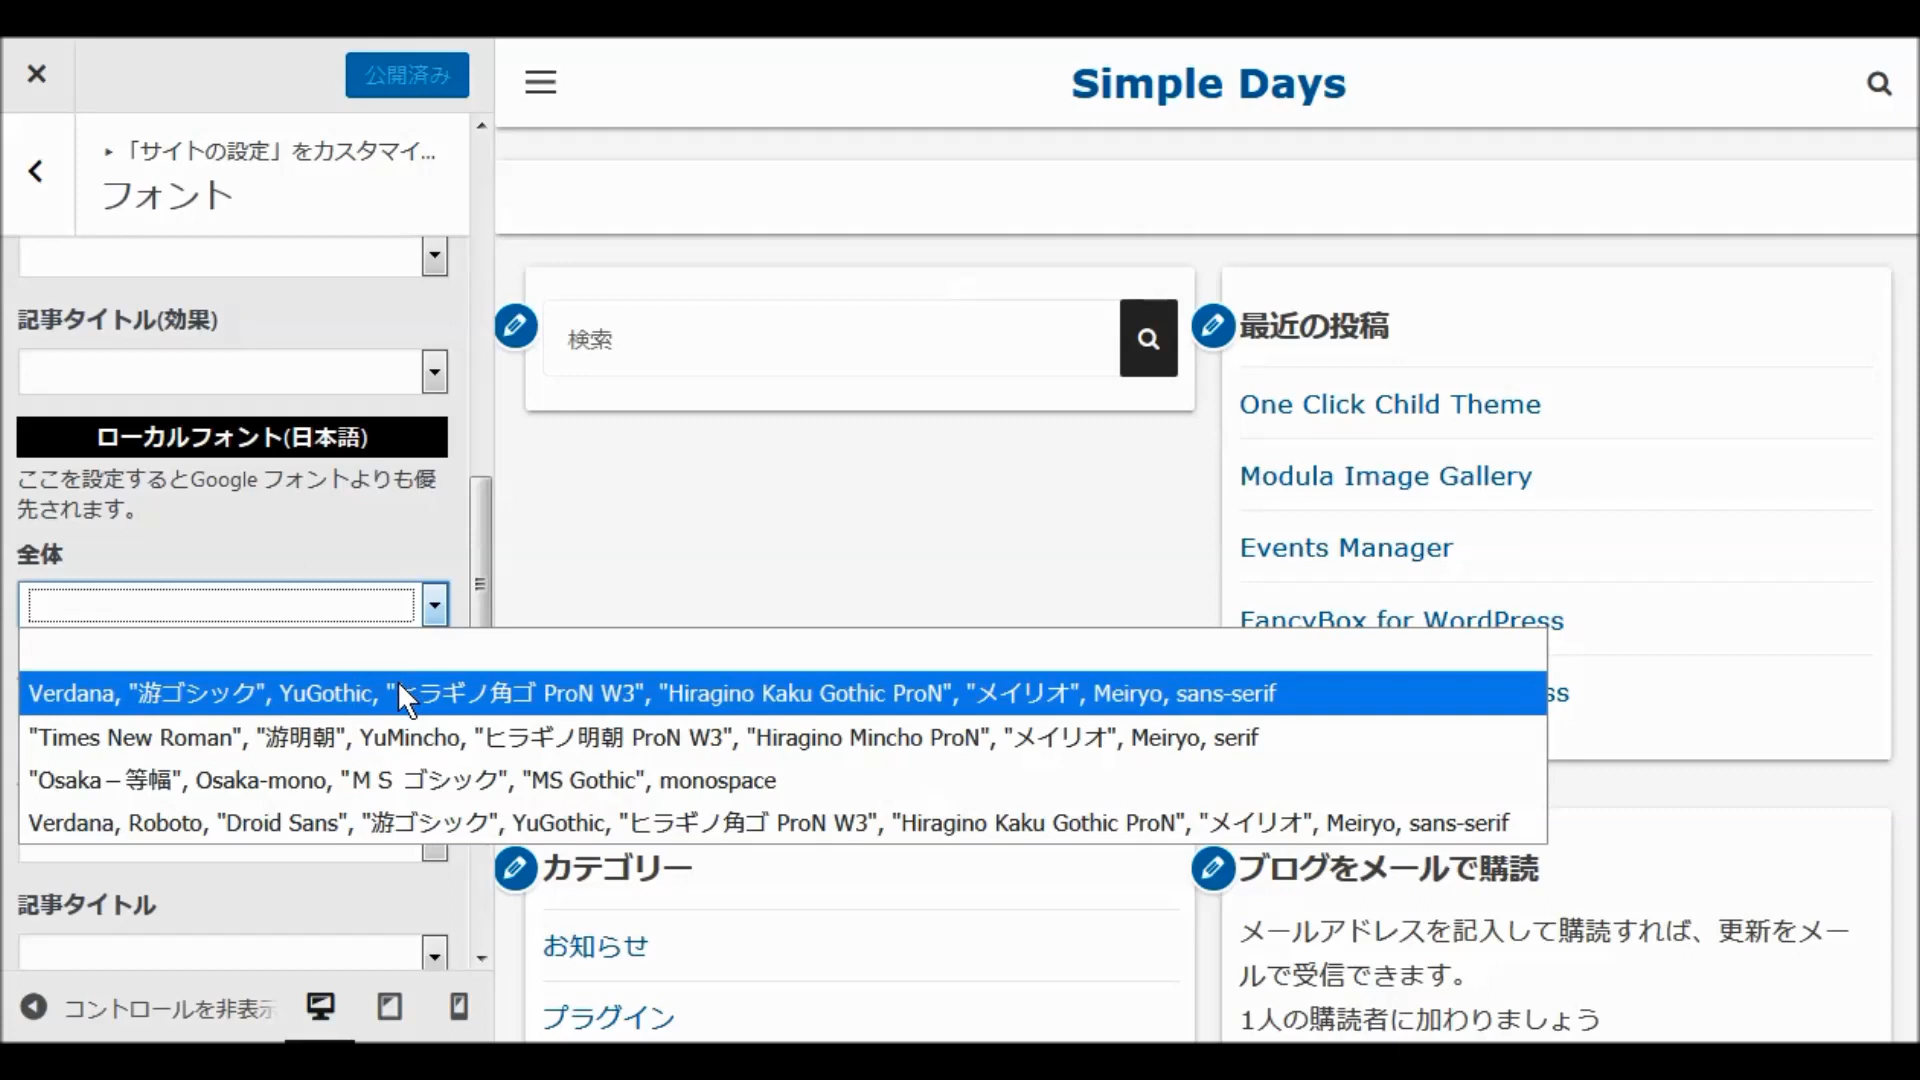 公開済み
「サイトの設定」をカスタマイ...
フォント
記事タイトル(効果)
ローカルフォント(日本語)
ここを設定するとGoogle フォントよりも優
先されます。
全体
Verdana, "游ゴシック", YuGothic, "ヒラギノ角ゴ ProN W3", "Hiragino Kaku Gothic ProN", "メイリオ", Meiryo, sans-serif
"Times New Roman", "游明朝", YuMincho, "ヒラギノ明朝 ProN W3", "Hiragino Mincho ProN", "メイリオ", Meiryo, serif
"Osaka－等幅", Osaka-mono, "ＭＳ ゴシック", "MS Gothic", monospace
Verdana, Roboto, "Droid Sans", "游ゴシック", YuGothic, "ヒラギノ角ゴ ProN W3", "Hiragino Kaku Gothic ProN", "メイリオ", Meiryo, sans-serif
記事タイトル
コントロールを非表示
Simple Days
検索
最近の投稿
One Click Child Theme
Modula Image Gallery
Events Manager
FancyBox for WordPress
カテゴリー
お知らせ
プラグイン
ブログをメールで購読
メールアドレスを記入して購読すれば、更新をメー
ルで受信できます。
1人の購読者に加わりましょう